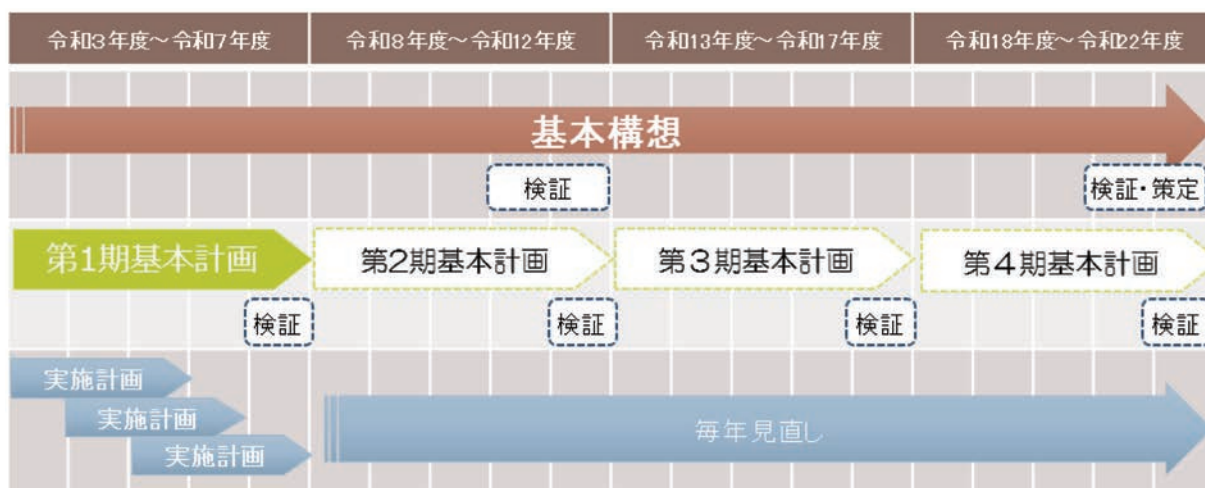 令和3年度～令和7年度
令和8年度～令和12年度
令和13年度～令和17年度
令和18年度～令和22年度
基本構想
検証
検証・策定
第1期基本計画
第2期基本計画
第3期基本計画
第4期基本計画
検証
検証
検証
検証
実施計画
実施計画
実施計画
毎年見直し